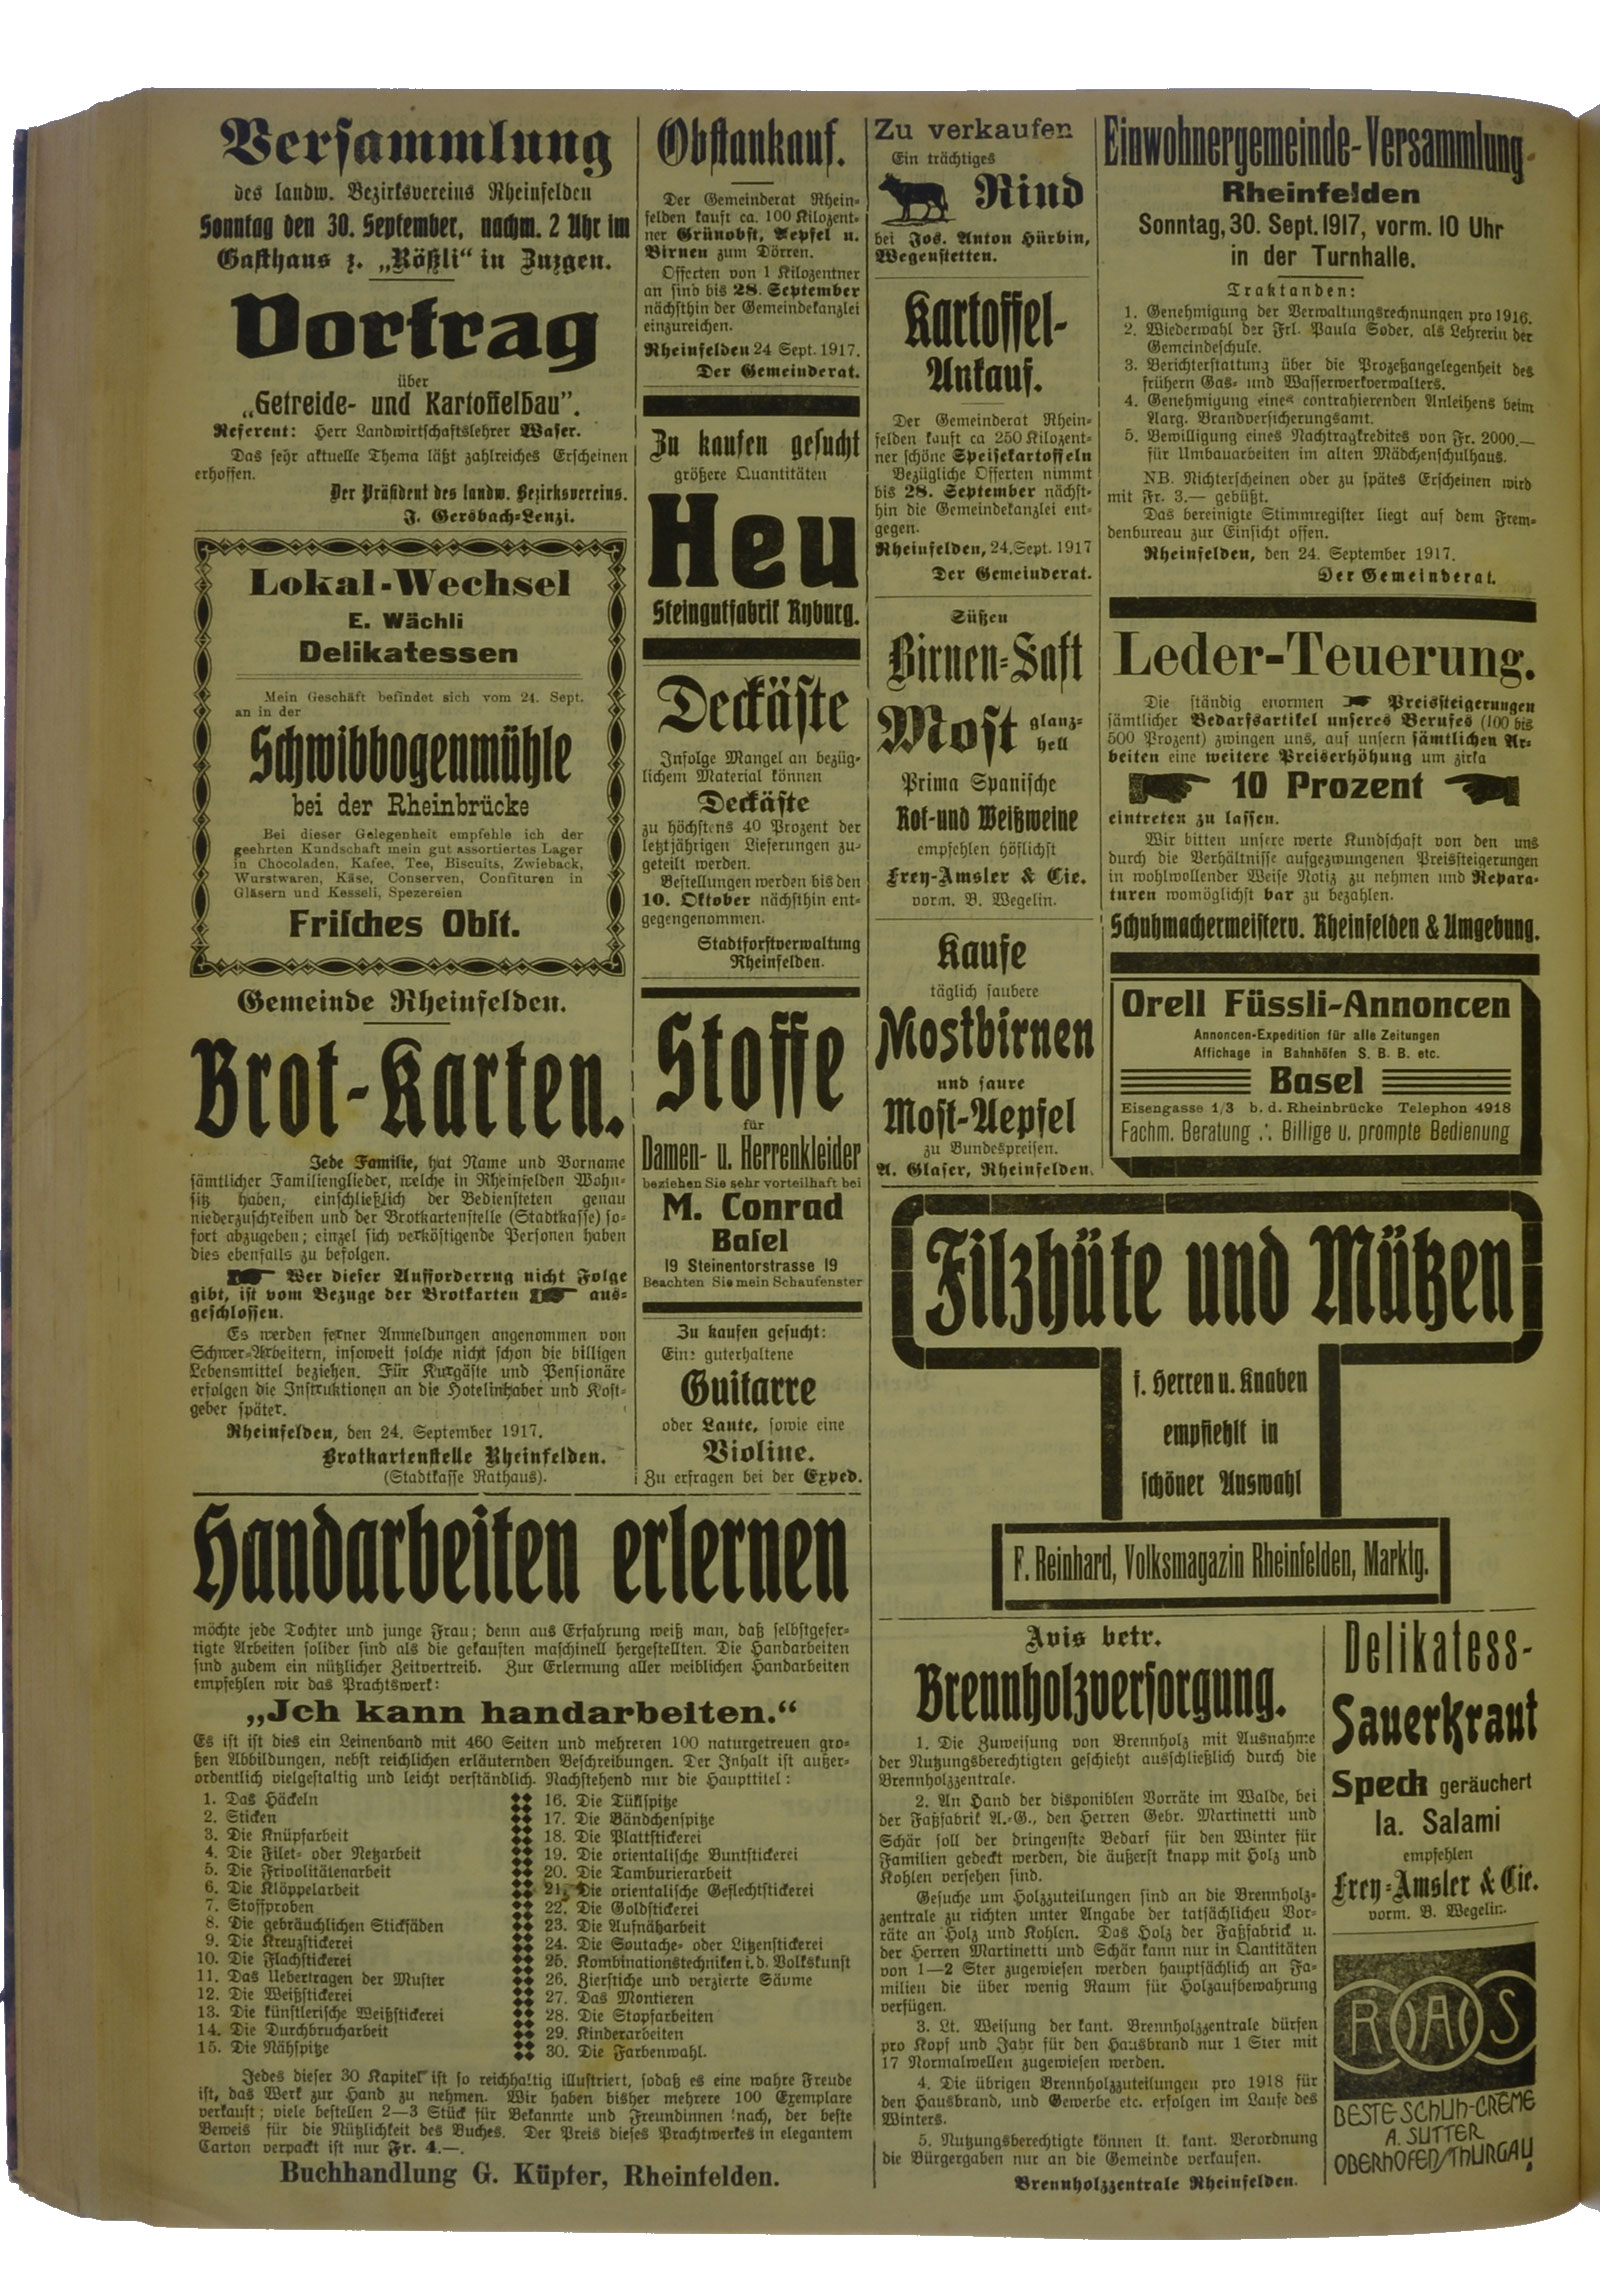 Versammlung
des landw. Bezirksvereins Rheinfelden
Sonntag den 30. September, nachm. 2 Uhr im
Gasthaus z. „Rößli“ in Zuzgen.
Vortrag
über
„Getreide- und Kartoffelbau“.
Referent: Herr Landwirtschaftslehrer Waser.
Das sehr aktuelle Thema läßt zahlreiches Erscheinen
erhoffen.
Der Präsident des landw. Bezirksvereins.
J. Gersbach-Lenzi.
Lokal-Wechsel
E. Wächli
Delikatessen
Mein Geschäft befindet sich vom 24. Sept.
an in der
Schwibbogenmühle
bei der Rheinbrücke
Bei dieser Gelegenheit empfehle ich der
geehrten Kundschaft mein gut assortiertes Lager
in Chocoladen, Kafee, Tee, Biscuits, Zwieback,
Wurstwaren, Käse, Conserven, Confituren in
Gläsern und Kesseli, Spezereien
Frisches Obst.
Gemeinde Rheinfelden.
Brot-Karten.
Jede Familie, hat Name und Vorname
sämtlicher Familienglieder, welche in Rheinfelden Wohn-
sitz haben, einschließlich der Bediensteten genau
niederzuschreiben und der Brotkartenstelle (Stadtkasse) so-
fort abzugeben; einzel sich verköstigende Personen haben
dies ebenfalls zu befolgen.
Wer dieser Aufforderrug nicht Folge
gibt, ist vom Bezuge der Brotkarten aus-
geschlossen.
Es werden ferner Anmeldungen angenommen von
Schwer-Arbeitern, insoweit solche nicht schon die billigen
Lebensmittel beziehen. Für Kurgäste und Pensionäre
erfolgen die Instruktionen an die Hotelinhaber und Kost-
geber später.
Rheinfelden, den 24. September 1917.
Brotkartenstelle Rheinfelden.
(Stadtkasse Rathaus).
Obstankauf.
Der Gemeinderat Rhein-
felden kauft ca. 100 Kilozent-
ner Grünobst, Aepfel u.
Birnen zum Dörren.
Offerten von 1 Kilozentner
an sind bis 28. September
nächsthin der Gemeindekanzlei
einzureichen.
Rheinfelden 24 Sept. 1917.
Der Gemeinderat.
Zu kaufen gesucht
größere Quantitäten
Heu
Steingutfabrik Ryburg.
Deckäste
Infolge Mangel an bezüg-
lichem Material können
Deckäste
zu höchstens 40 Prozent der
letztjährigen Lieferungen zu-
geteilt werden.
Bestellungen werden bis den
10. Oktober nächsthin ent-
gegengenommen.
Stadtforstverwaltung
Rheinfelden.
Stoffe
für
Damen- u. Herrenkleider
beziehen Sie sehr vorteilhaft bei
M. Conrad
Basel
19 Steinentorstrasse 19
Beachten Sie mein Schaufenster
Zu kaufen gesucht:
Eine guterhaltene
Guitarre
oder Laute, sowie eine
Violine.
Zu erfragen bei der Exped.
Handarbeiten erlernen
möchte jede Tochter und junge Frau; denn aus Erfahrung weiß man, daß selbstgefer-
tigte Arbeiten solider sind als die gekauften maschinell hergestellten. Die Handarbeiten
sind zudem ein nützlicher Zeitvertreib. Zur Erlernung aller weiblichen Handarbeiten
empfehlen wir das Prachtswerk:
„Ich kann handarbeiten.“
Es ist ist dies ein Leinenband mit 460 Seiten und mehreren 100 naturgetreuen gro-
ßen Abbildungen, nebst reichlichen erläuternden Beschreibungen. Der Inhalt ist außer-
ordentlich vielgestaltig und leicht verständlich. Nachstehend nur die Haupttitel:
1. Das Häckeln
2. Sticken
3. Die Knüpfarbeit
4. Die Filet- oder Netzarbeit
5. Die Frivolitätenarbeit
6. Die Klöppelarbeit
7. Stoffproben
8. Die gebräuchlichen Stickfäden
9. Die Kreuzstickerei
10. Die Flachstickerei
11. Das Uebertragen der Muster
12. Die Weißstickerei
13. Die künstlerische Weißstickerei
14. Die Durchbrucharbeit
15. Die Nähspitze
16. Die Tüllspitze
17. Die Bändchenspitze
18. Die Plattstickerei
19. Die orientalische Buntstickerei
20. Die Tamburierarbeit
21. Die orientalische Geflechtstickerei
22. Die Goldstickerei
23. Die Aufnäharbeit
24. Die Soutache- oder Litzenstickerei
25. Kombinationstechniken i. d. Volkskunst
26. Zierstiche und verzierte Säume
27. Das Montieren
28. Die Stopfarbeiten
29. Kinderarbeiten
30. Die Farbenwahl.
Jedes dieser 30 Kapitel ist so reichhaltig illustriert, sodaß es eine wahre Freude
ist, das Werk zur Hand zu nehmen. Wir haben bisher mehrere 100 Exemplare
verkauft; viele bestellen 2—3 Stück für Bekannte und Freundinnen nach, der beste
Beweis für die Nützlichkeit des Buches. Der Preis dieses Prachtwerkes in elegantem
Carton verpackt ist nur Fr. 4.—.
Buchhandlung G. Küpfer, Rheinfelden.
Zu verkaufen
Ein trächtiges
Rind
bei Jos. Anton Hürbin,
Wegenstetten.
Kartoffel-
Ankauf.
Der Gemeinderat Rhein-
felden kauft ca 250 Kilozent-
ner schöne Speisekartoffeln
Bezügliche Offerten nimmt
bis 28. September nächst-
hin die Gemeindekanzlei ent-
gegen.
Rheinfelden, 24. Sept. 1917
Der Gemeinderat.
Süßen
Birnen-Saft
Most glanz-
hell
Prima Spanische
Rot- und Weißweine
empfehlen höflichst
Frey-Amsler & Cie.
vorm. B. Wegelin.
Kaufe
täglich saubere
Mostbirnen
und saure
Most-Aepfel
zu Bundespreisen.
A. Glaser, Rheinfelden.
Einwohnergemeinde-Versammlung
Rheinfelden
Sonntag, 30. Sept. 1917, vorm. 10 Uhr
in der Turnhalle.
Traktanden:
1. Genehmigung der Verwaltungsrechnungen pro 1916.
2. Wiederwahl der Frl. Paula Soder, als Lehrerin der
Gemeindeschule.
3. Berichterstattung über die Prozeßangelegenheit des
frühern Gas- und Wasserwerkverwalters.
4. Genehmigung eines contrahierenden Anleihens beim
Aarg. Brandversicherungsamt.
5. Bewilligung eines Nachtragkredites von Fr. 2000.—
für Umbauarbeiten im alten Mädchenschulhaus.
NB. Nichterscheinen oder zu spätes Erscheinen wird
mit Fr. 3.— gebüßt.
Das bereinigte Stimmregister liegt auf dem Frem-
denbureau zur Einsicht offen.
Rheinfelden, den 24. September 1917.
Der Gemeinderat.
Leder-Teuerung.
Die ständig enormen Preissteigerungen
sämtlicher Bedarfsartikel unseres Berufes (100 bis
500 Prozent) zwingen uns, auf unsern sämtlichen Ar-
beiten eine weitere Preiserhöhung um zirka
10 Prozent
eintreten zu lassen.
Wir bitten unsere werte Kundschaft von den uns
durch die Verhältnisse aufgezwungenen Preissteigerungen
in wohlwollender Weise Notiz zu nehmen und Repara-
turen womöglichst bar zu bezahlen.
Schuhmachermeisterv. Rheinfelden & Umgebung.
Orell Füssli-Annoncen
Annoncen-Expedition für alle Zeitungen
Affichage in Bahnhöfen S. B. B. etc.
Basel
Eisengasse 1/3 b. d. Rheinbrücke Telephon 4918
Fachm. Beratung ∴ Billige u. prompte Bedienung
Filzhüte und Mützen
f. Herren u. Knaben
empfiehlt in
schöner Auswahl
F. Reinhard, Volksmagazin Rheinfelden, Marktg.
Avis betr.
Brennholzversorgung.
1. Die Zuweisung von Brennholz mit Ausnahme
der Nutzungsberechtigten geschieht ausschließlich durch die
Brennholzzentrale.
2. An Hand der disponiblen Vorräte im Walde, bei
der Faßfabrik A.-G., den Herren Gebr. Martinetti und
Schär soll der dringenste Bedarf für den Winter für
Familien gedeckt werden, die äußerst knapp mit Holz und
Kohlen versehen sind.
Gesuche um Holzzuteilungen sind an die Brennholz-
zentrale zu richten unter Angabe der tatsächlichen Vor-
räte an Holz und Kohlen. Das Holz der Faßfabrick u.
der Herren Martinetti und Schär kann nur in Qantitäten
von 1—2 Ster zugewiesen werden hauptsächlich an Fa-
milien die über wenig Raum für Holzaufbewahrung
verfügen.
3. Lt. Weisung der kant. Brennholzzentrale dürfen
pro Kopf und Jahr für den Hausbrand nur 1 Ster mit
17 Normalwellen zugewiesen werden.
4. Die übrigen Brennholzzuteilungen pro 1918 für
den Hausbrand, und Gewerbe etc. erfolgen im Laufe des
Winters.
5. Nutzungsberechtigte können lt. kant. Verordnung
die Bürgergaben nur an die Gemeinde verkaufen.
Brennholzzentrale Rheinfelden.
Delikatess-
Sauerkraut
Speck geräuchert
Ia. Salami
empfehlen
Frey-Amsler & Cie.
vorm. B. Wegelin.
RAS
BESTE SCHUH-CREME
A. SUTTER
OBERHOFEN/THURGAU